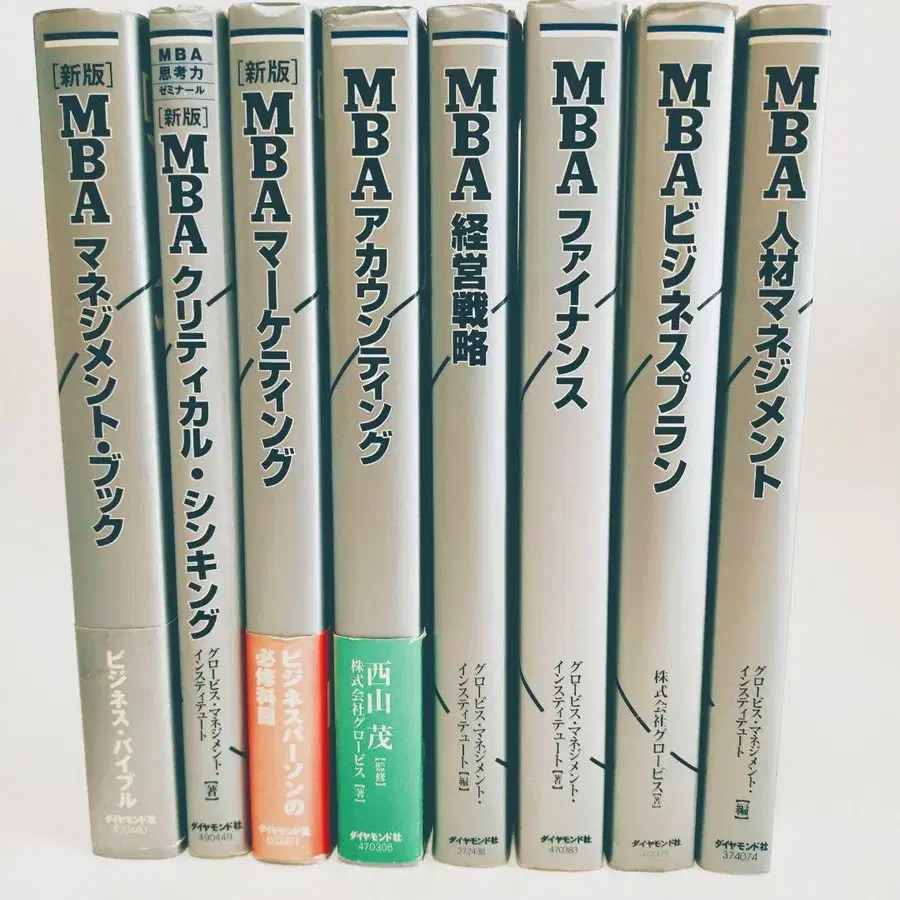 [新版]
MBA
マネジメント・ブック
ビジネス・バイブル
ダイヤモンド社
MBA
思考力
ゼミナール
[新版]
MBA
クリティカル・シンキング
グロービス・マネジメント・
インスティテュート
[著]
ダイヤモンド社
490449
[新版]
MBA
マーケティング
ビジネスパーソンの
必修科目
ダイヤモンド社
MBA
アカウンティング
西山 茂[監修]
株式会社グロービス[著]
ダイヤモンド社
470308
MBA
経営戦略
グロービス・マネジメント・
インスティテュート[編]
ダイヤモンド社
372438
MBA
ファイナンス
グロービス・マネジメント・
インスティテュート[著]
ダイヤモンド社
470383
MBA
ビジネスプラン
株式会社グロービス[著]
ダイヤモンド社
MBA
人材マネジメント
グロービス・マネジメント・
インスティテュート
[編]
ダイヤモンド社
374074